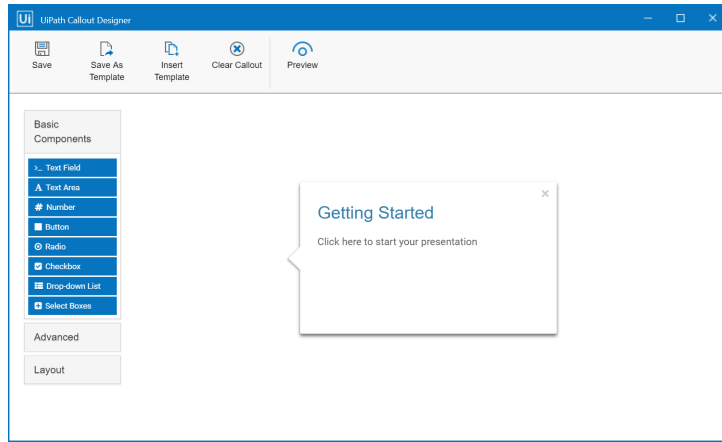 Ui UiPath Callout Designer
Save
Save As
Template
Insert
Template
Clear Callout
Preview
Basic
Components
>_ Text Field
A Text Area
# Number
Button
Radio
Checkbox
Drop-down List
Select Boxes
Advanced
Layout
Getting Started
Click here to start your presentation